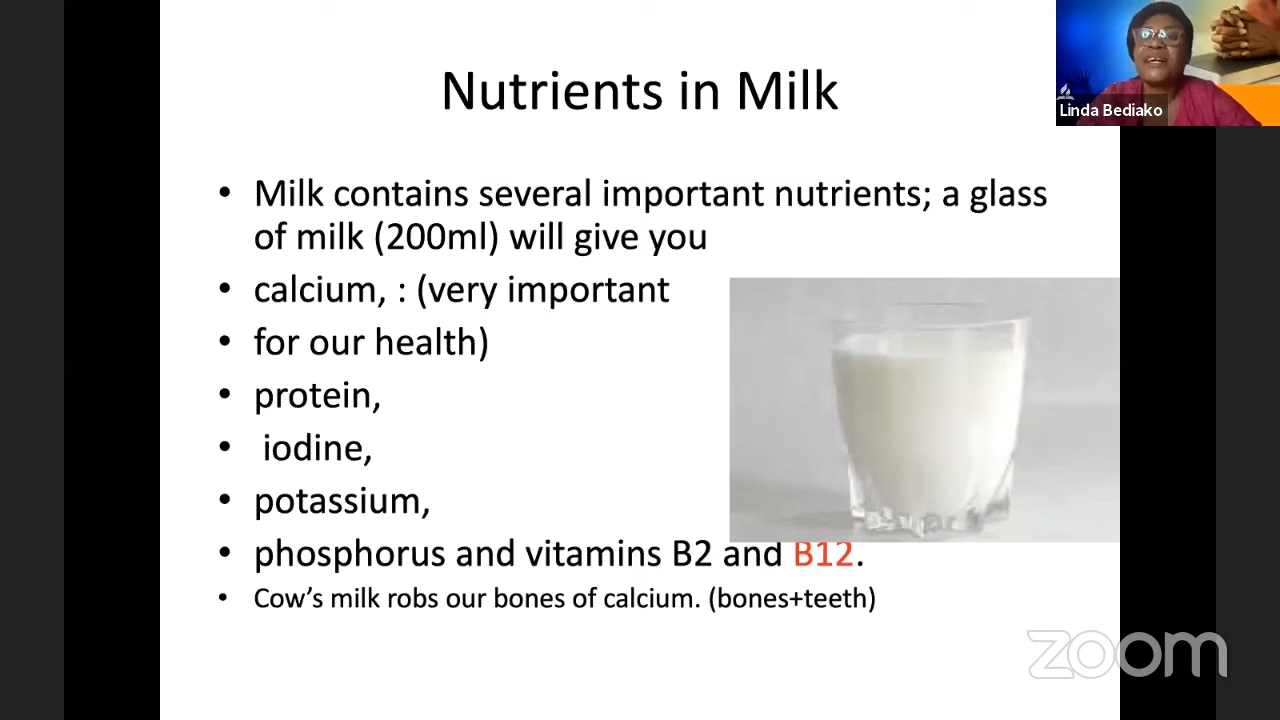 Nutrients in Milk
Linda Bediako
• Milk contains several important nutrients; a glass
of milk (200ml) will give you
• calcium, : (very important
• for our health)
• protein,
• iodine,
• potassium,
• phosphorus and vitamins B2 and B12.
• Cow's milk robs our bones of calcium. (bones+teeth)
zoom